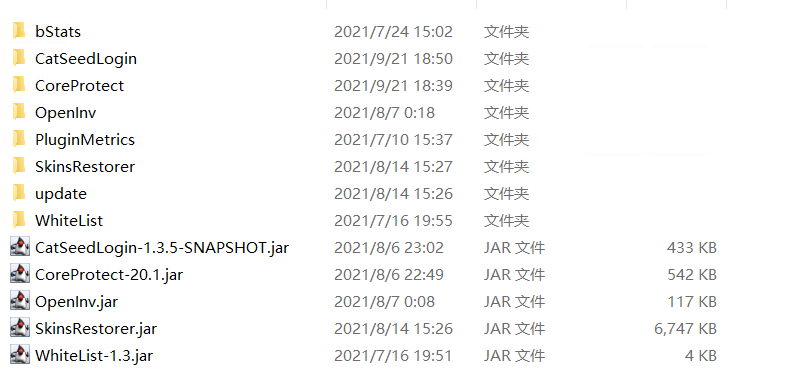 bStats 2021/7/24 15:02 文件夹
CatSeedLogin 2021/9/21 18:50 文件夹
CoreProtect 2021/9/21 18:39 文件夹
OpenInv 2021/8/7 0:18 文件夹
PluginMetrics 2021/7/10 15:37 文件夹
SkinsRestorer 2021/8/14 15:27 文件夹
update 2021/8/14 15:26 文件夹
WhiteList 2021/7/16 19:55 文件夹
CatSeedLogin-1.3.5-SNAPSHOT.jar 2021/8/6 23:02 JAR 文件 433 KB
CoreProtect-20.1.jar 2021/8/6 22:49 JAR 文件 542 KB
OpenInv.jar 2021/8/7 0:08 JAR 文件 117 KB
SkinsRestorer.jar 2021/8/14 15:26 JAR 文件 6,747 KB
WhiteList-1.3.jar 2021/7/16 19:51 JAR 文件 4 KB